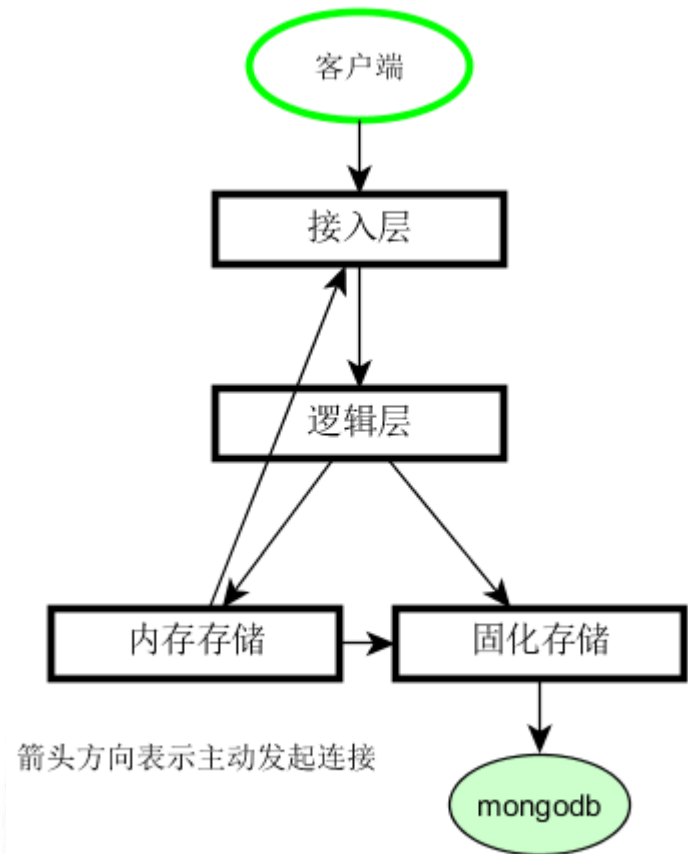 客户端
接入层
逻辑层
内存存储
固化存储
箭头方向表示主动发起连接
mongodb